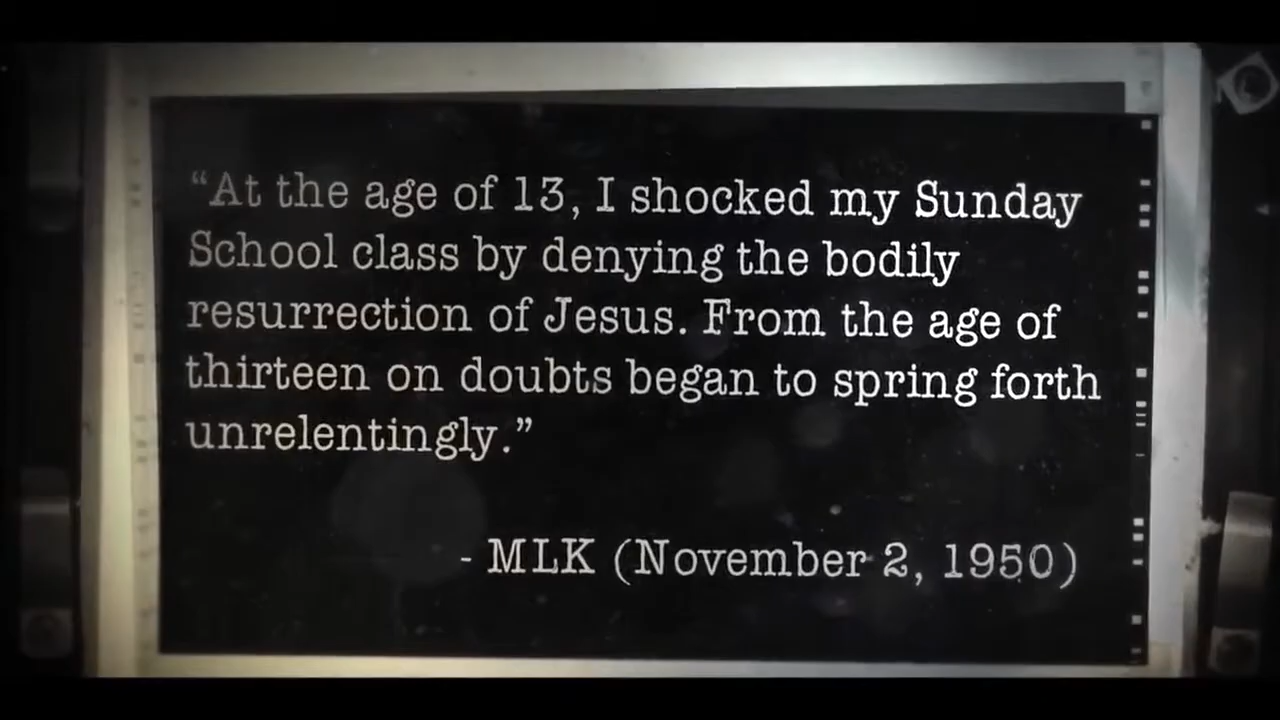 “At the age of 13, I shocked my Sunday
School class by denying the bodily
resurrection of Jesus. From the age of
thirteen on doubts began to spring forth
unrelentingly.”
- MLK (November 2, 1950)